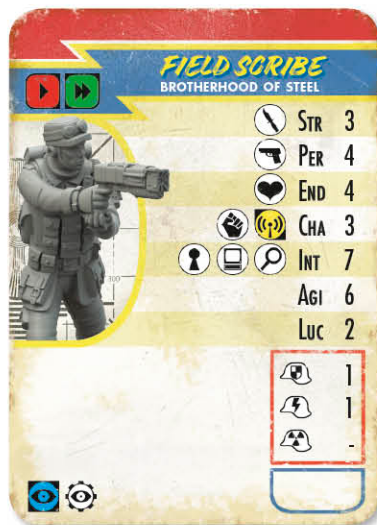 FIELD SCRIBE
BROTHERHOOD OF STEEL
STR 3
PER 4
END 4
CHA 3
INT 7
AGI 6
LUC 2
1
1
-